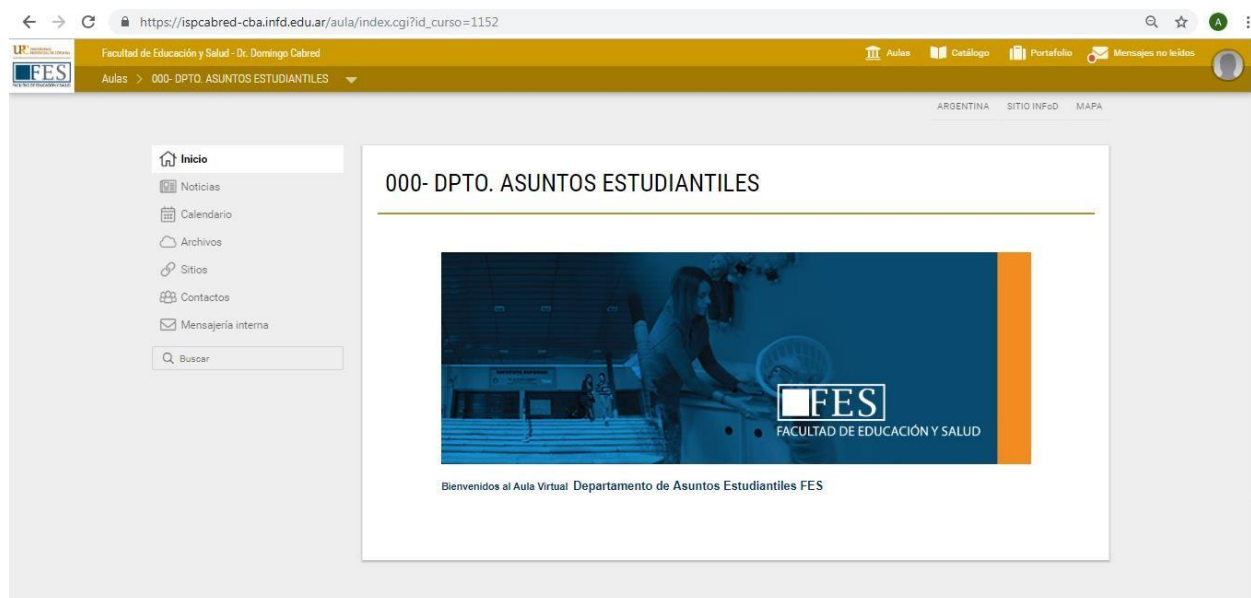 https://ispcabred-cba.infd.edu.ar/aula/index.cgi?id_curso=1152
A
UPC
Facultad de Educación y Salud - Dr. Domingo Cabred
Aulas
Catálogo
Portafolio
Mensajes no leídos
FES
Aulas > 000- DPTO. ASUNTOS ESTUDIANTILES
ARGENTINA
SITIO INFoD
MAPA
Inicio
Noticias
Calendario
Archivos
Sitios
Contactos
Mensajería interna
Buscar
000- DPTO. ASUNTOS ESTUDIANTILES
FES
FACULTAD DE EDUCACIÓN Y SALUD
Bienvenidos al Aula Virtual Departamento de Asuntos Estudiantiles FES